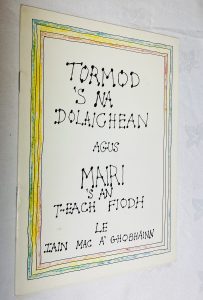 TORMOD
'S NA
DOLAICHEAN
AGUS
MAIRI
'S AN
T-EACH FIODH
LE
IAIN MAC A' GHOBHAINN